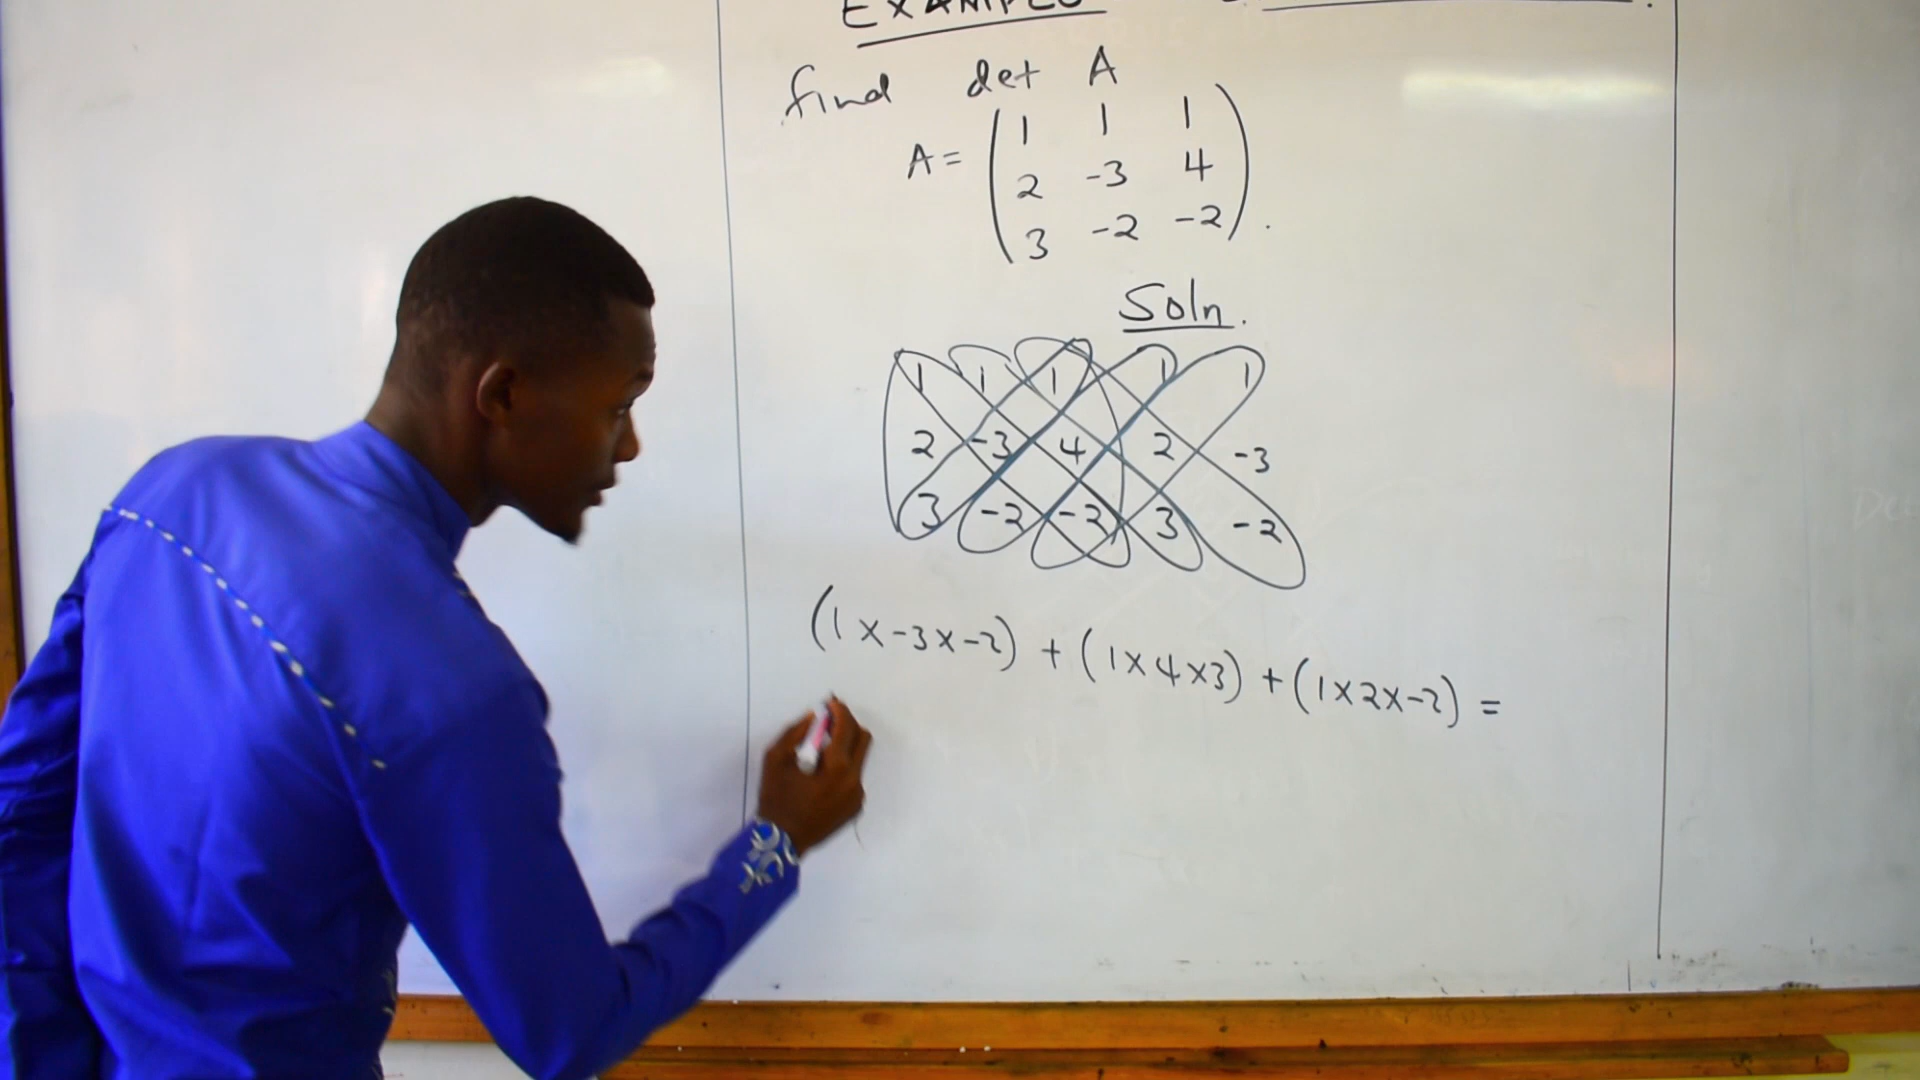 EXAMPLE
find det A
A = ( 1 1 1
2 -3 4
3 -2 -2 ) .
Soln.
1 1 1 1 1
2 -3 4 2 -3
3 -2 -2 3 -2
(1 x -3 x -2) + (1 x 4 x 3) + (1 x 2 x -2) =